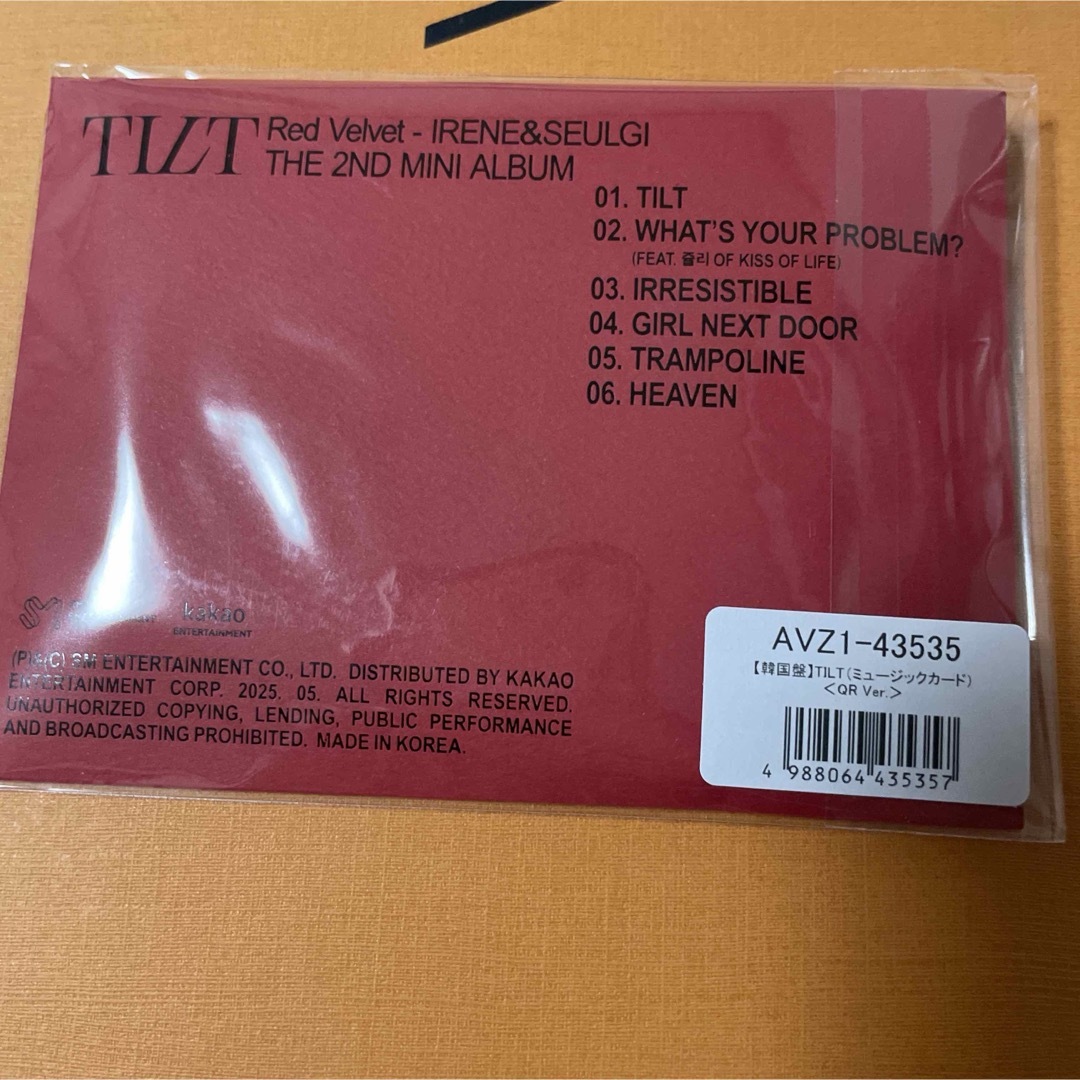 TILT
Red Velvet - IRENE&SEULGI
THE 2ND MINI ALBUM
01. TILT
02. WHAT'S YOUR PROBLEM?
(FEAT. 쥴리 OF KISS OF LIFE)
03. IRRESISTIBLE
04. GIRL NEXT DOOR
05. TRAMPOLINE
06. HEAVEN
kakao
ENTERTAINMENT
(P)&(C) SM ENTERTAINMENT CO., LTD. DISTRIBUTED BY KAKAO
ENTERTAINMENT CORP. 2025. 05. ALL RIGHTS RESERVED.
UNAUTHORIZED COPYING, LENDING, PUBLIC PERFORMANCE
AND BROADCASTING PROHIBITED. MADE IN KOREA.
AVZ1-43535
【韓国盤】TILT(ミュージックカード)
<QR Ver.>
4 988064 435357